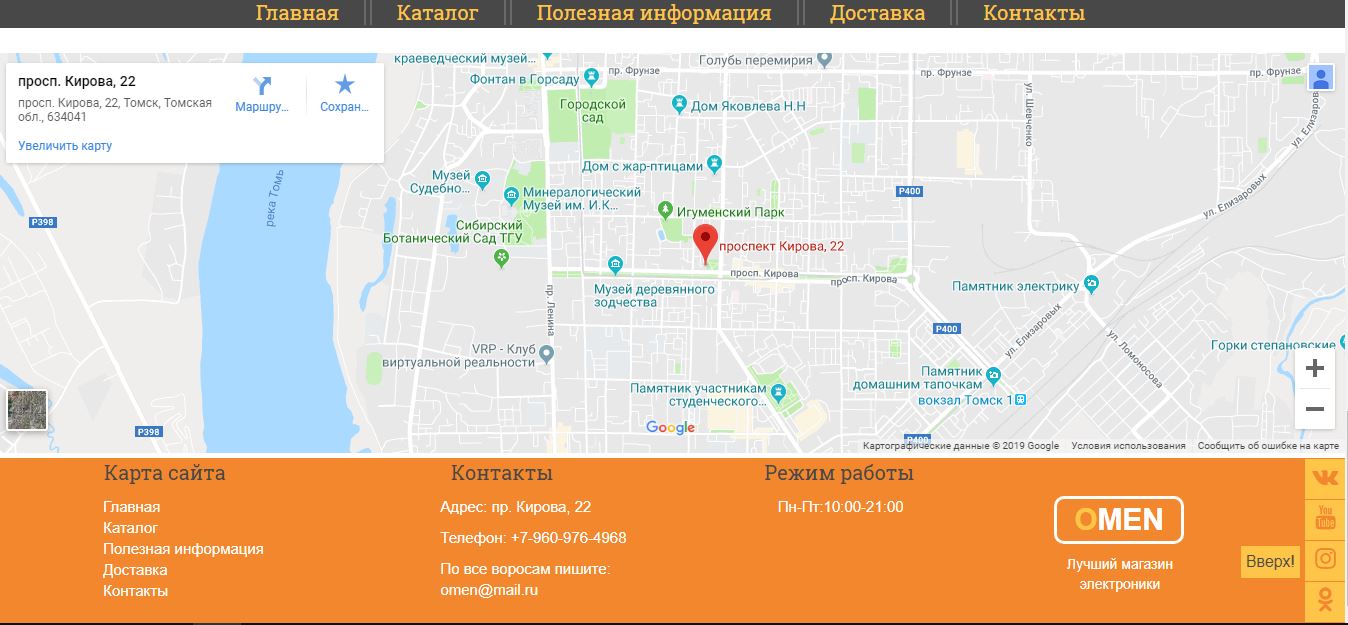 Главная
Каталог
Полезная информация
Доставка
Контакты
просп. Кирова, 22
просп. Кирова, 22, Томск, Томская
обл., 634041
Маршру...
Сохран...
Увеличить карту
краеведческий музей...
Фонтан в Горсаду
пр. Фрунзе
Голубь перемирия
пр. Фрунзе
пр. Фрунзе
Городской
сад
Дом Яковлева Н.Н
ул. Шевченко
ул. Елизаровых
Дом с жар-птицами
Музей
Судебно...
Минералогический
Музей им. И.К...
река Томь
P398
P400
Игуменский Парк
Сибирский
Ботанический Сад ТГУ
ул. Елизаровых
проспект Кирова, 22
просп. Кирова
просп. Кирова
Музей деревянного
зодчества
Памятник электрику
пр. Ленина
P400
ул. Елизаровых
ул. Ломоносова
Горки степановские
VRP - Клуб
виртуальной реальности
Памятник участникам
студенческого...
Памятник
домашним тапочкам
вокзал Томск 1
P398
Google
P400
Картографические данные © 2019 Google
Условия использования
Сообщить об ошибке на карте
Карта сайта
Главная
Каталог
Полезная информация
Доставка
Контакты
Контакты
Адрес: пр. Кирова, 22
Телефон: +7-960-976-4968
По все воросам пишите:
omen@mail.ru
Режим работы
Пн-Пт:10:00-21:00
OMEN
Лучший магазин
электроники
Вверх!
You
Tube